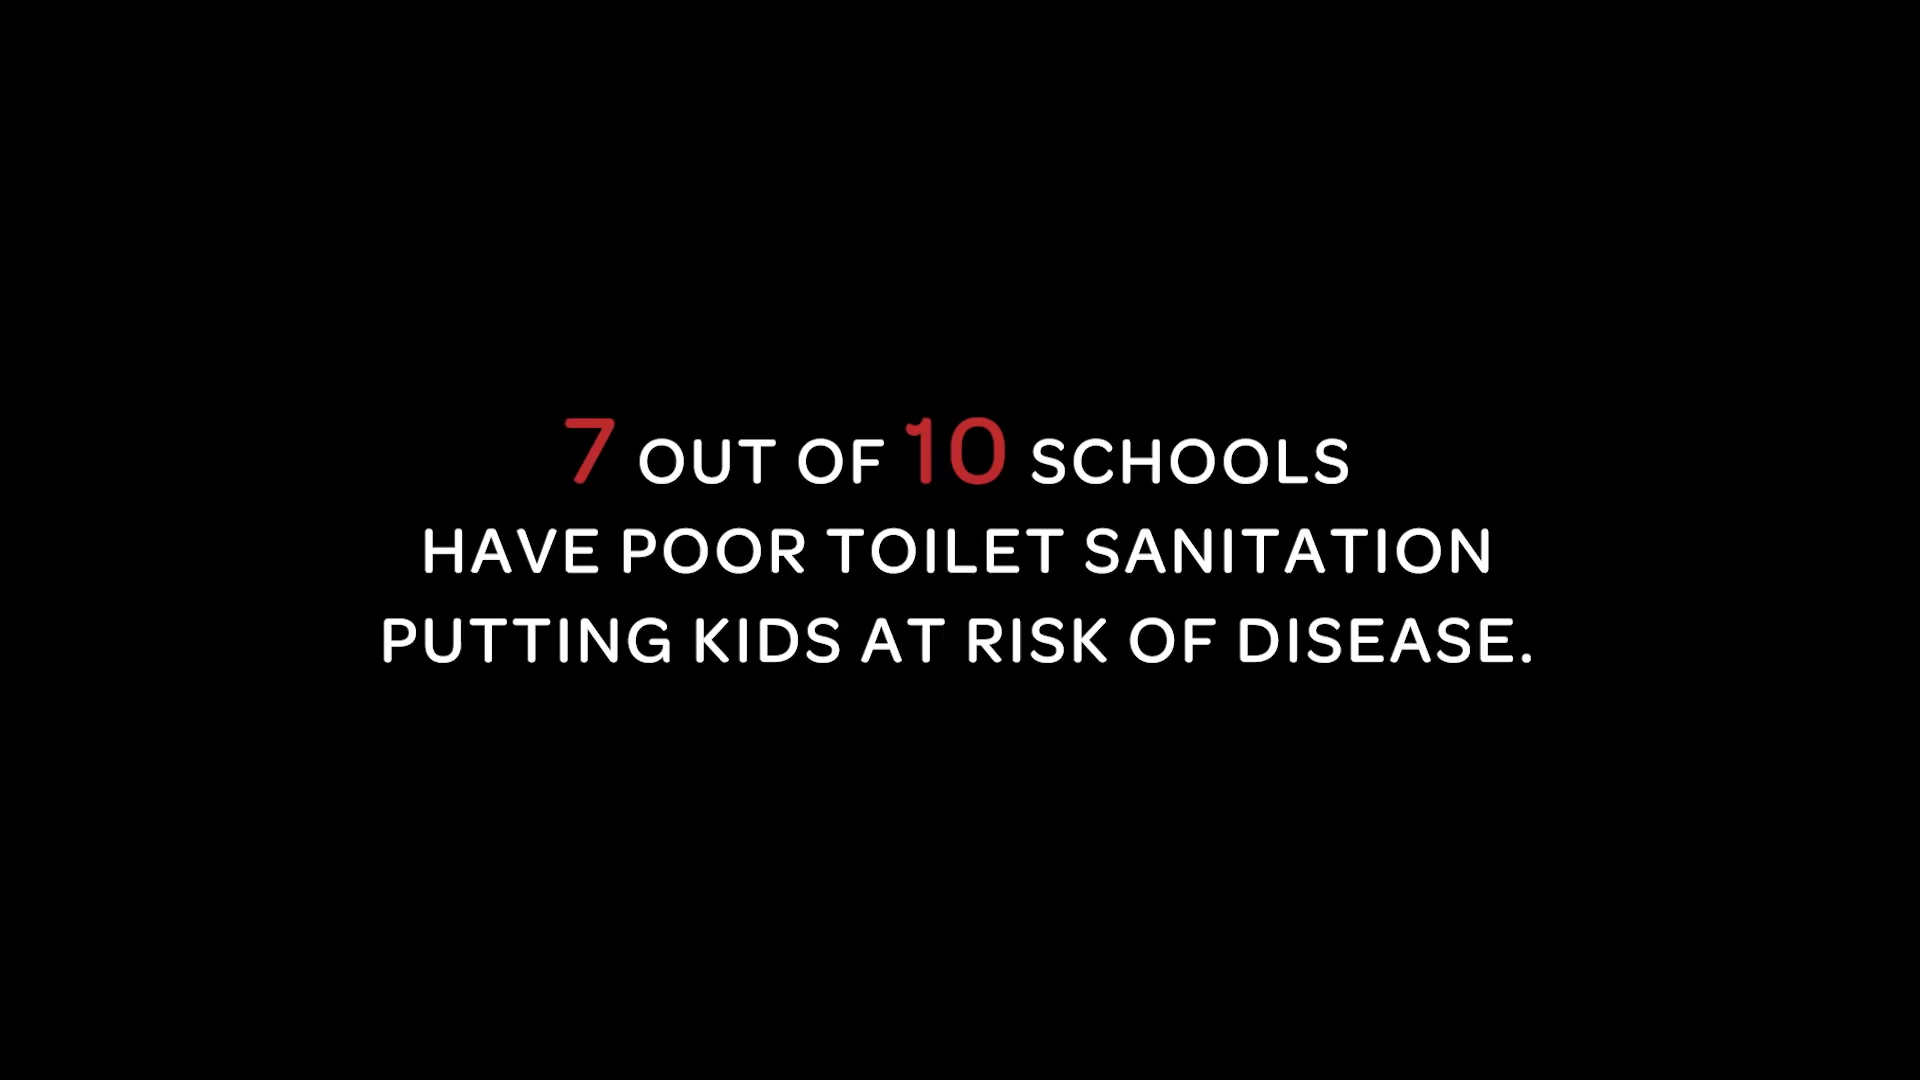 7 OUT OF 10 SCHOOLS
HAVE POOR TOILET SANITATION
PUTTING KIDS AT RISK OF DISEASE.